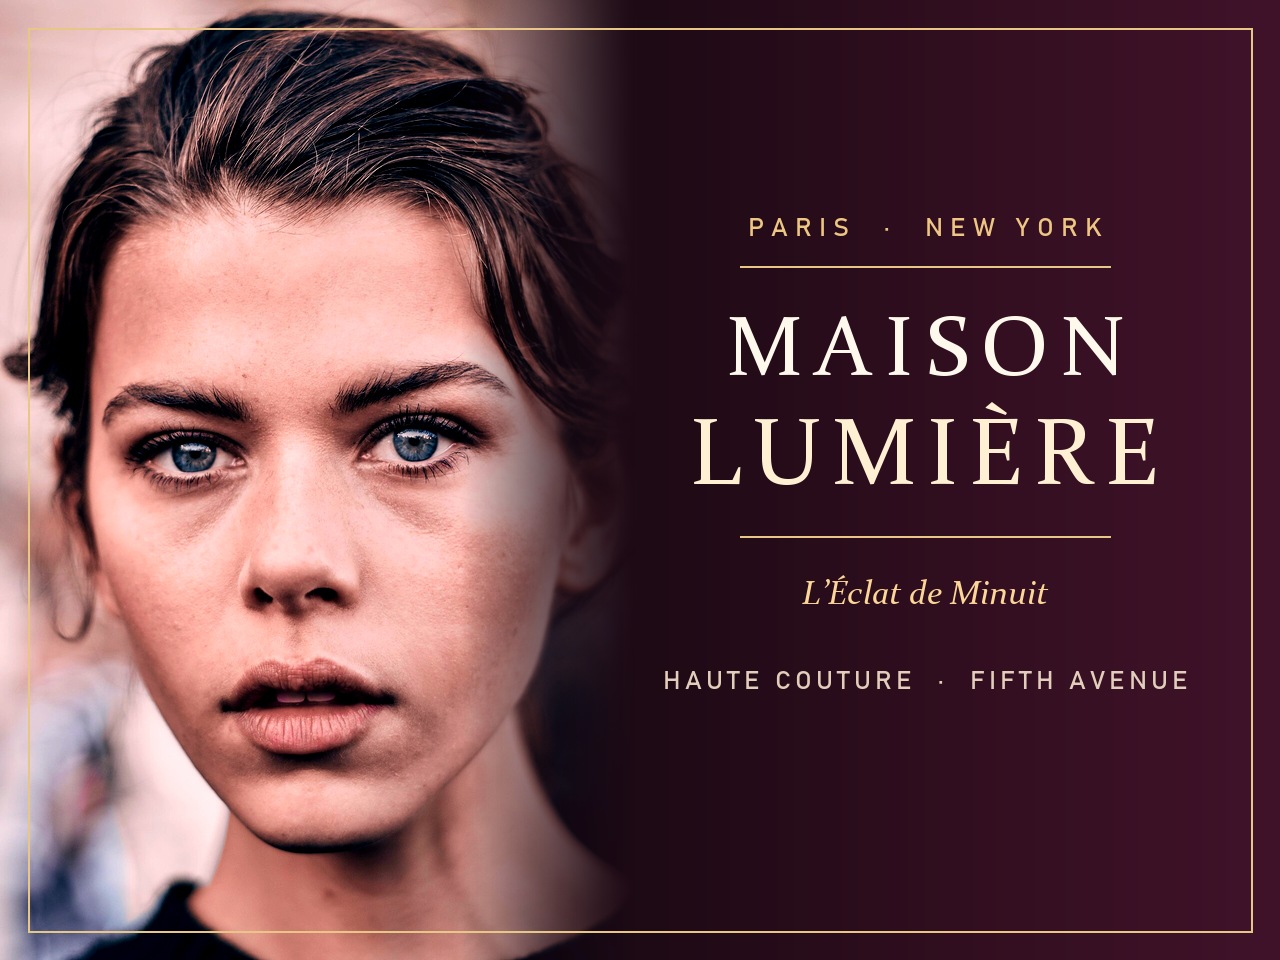 PARIS · NEW YORK
MAISON
LUMIÈRE
L’Éclat de Minuit
HAUTE COUTURE · FIFTH AVENUE